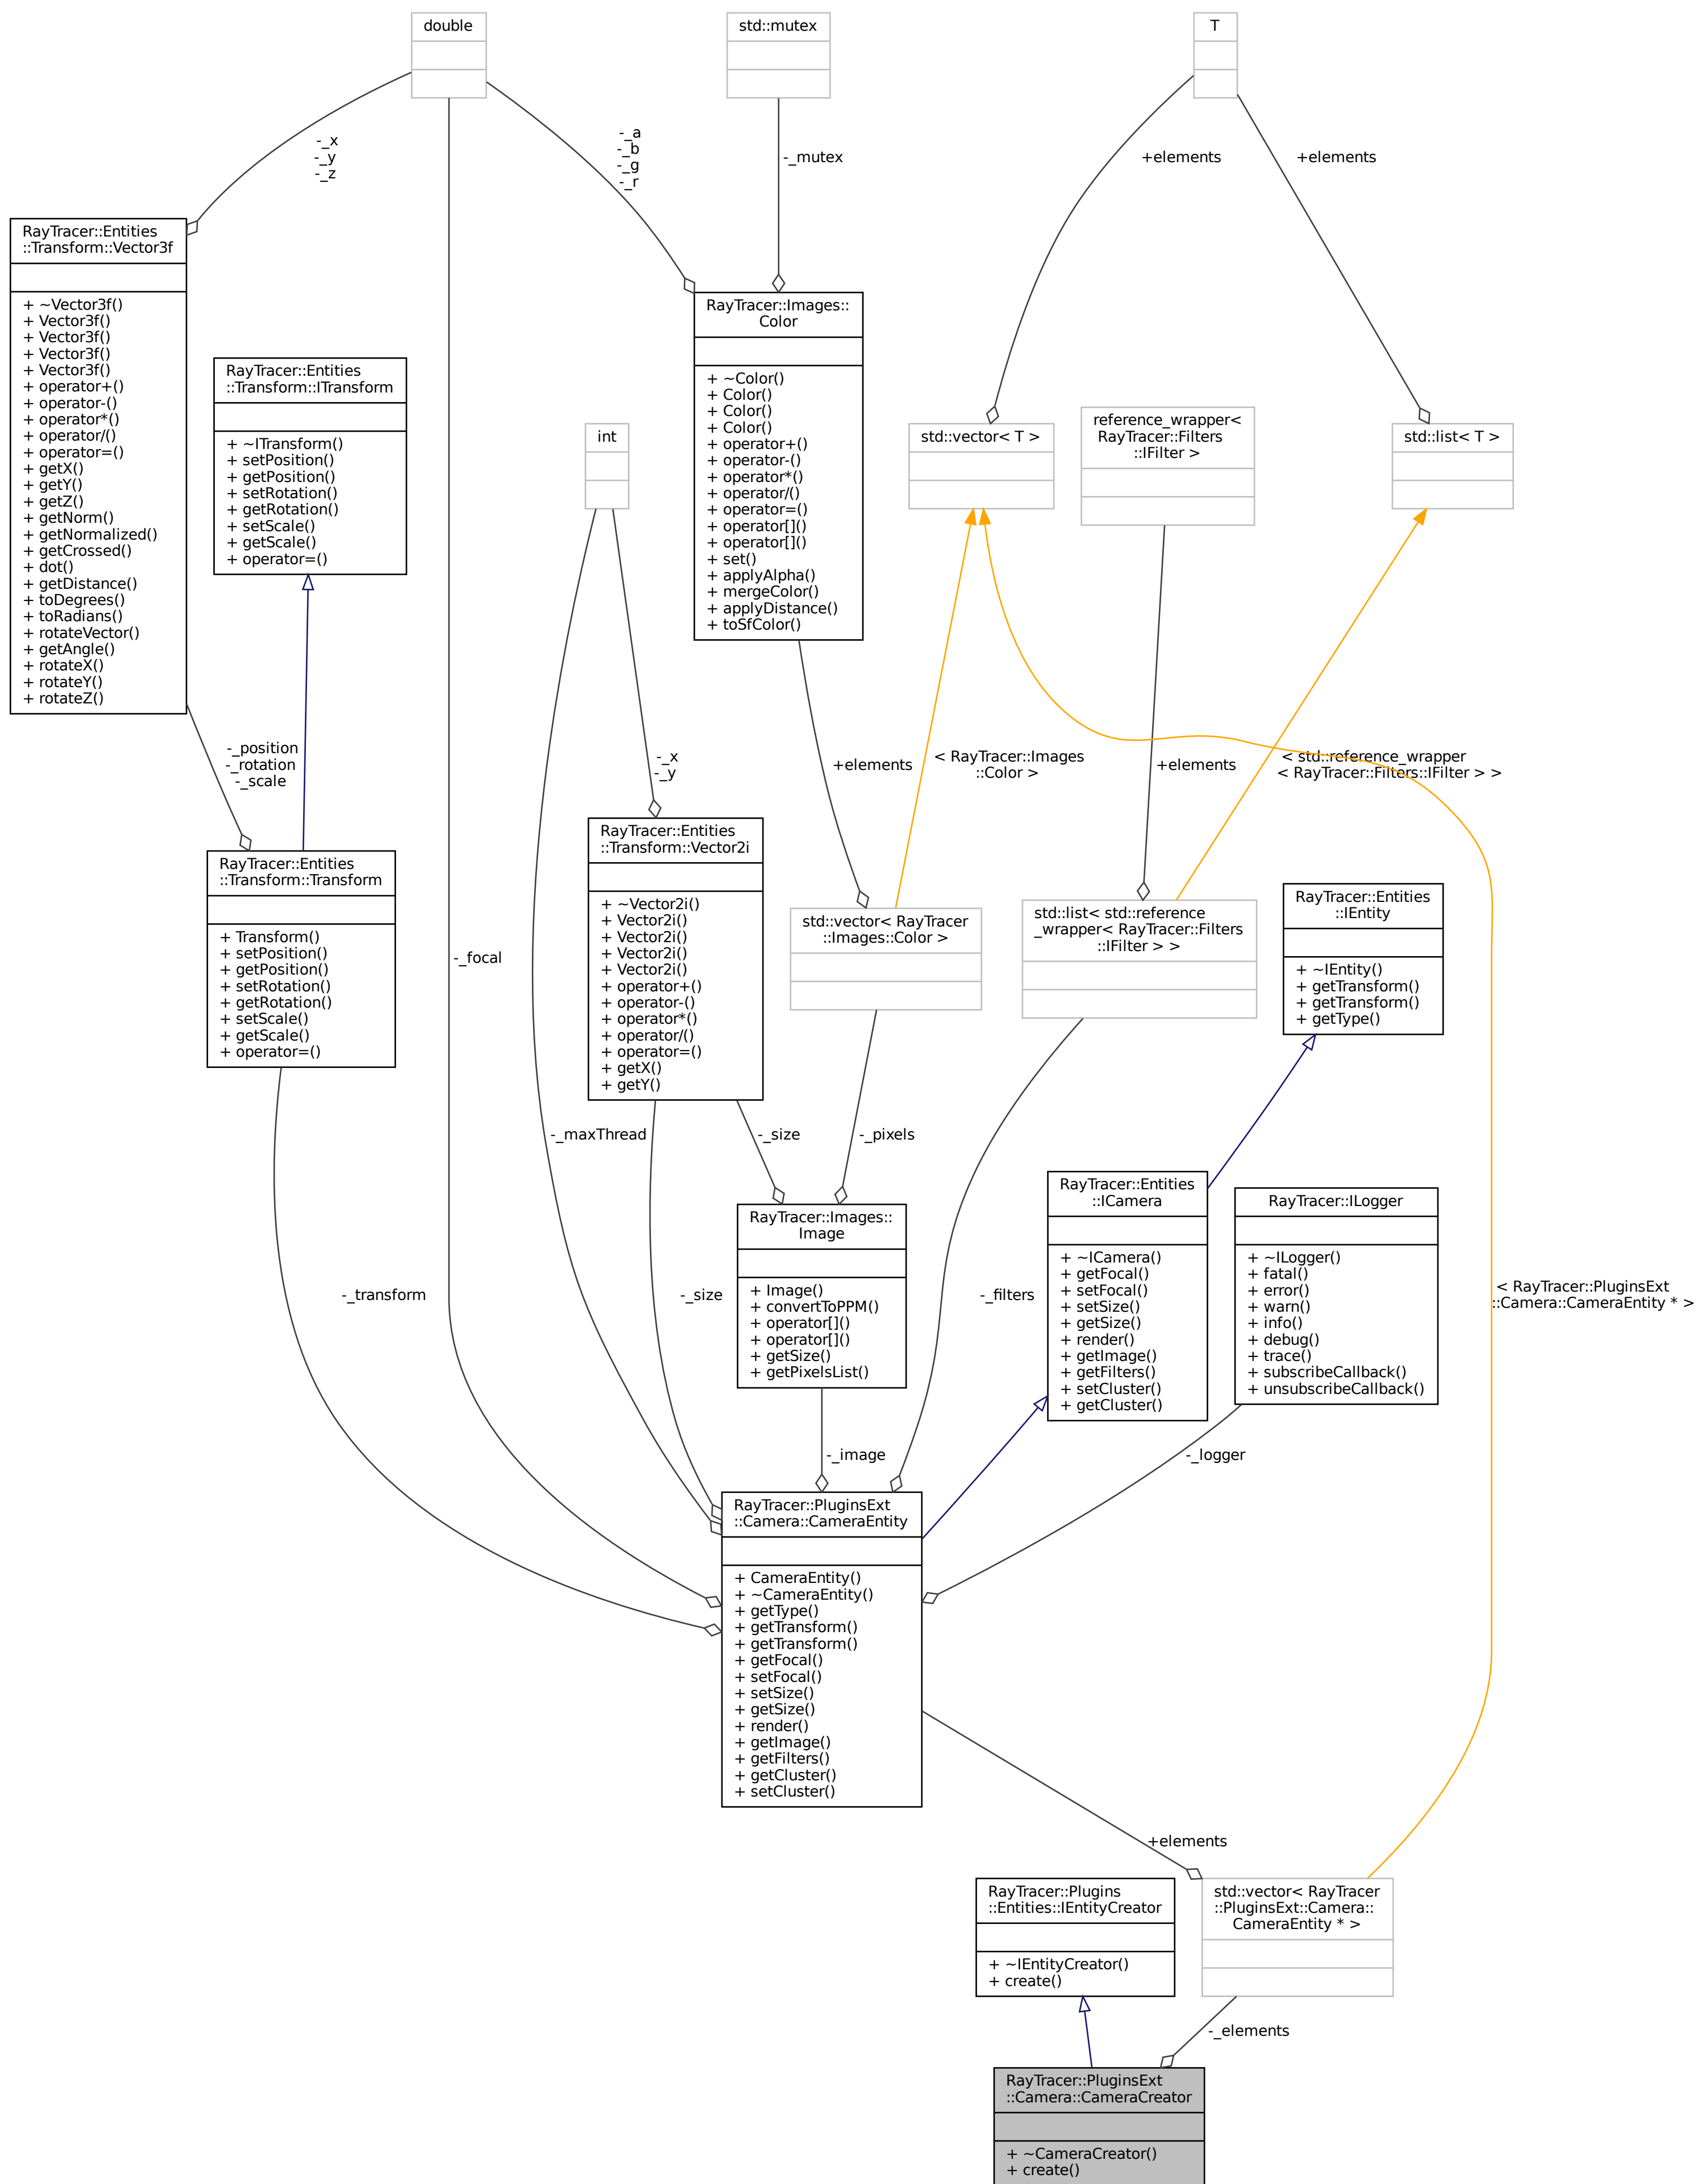 double
std::mutex
T
-_x
-_y
-_z
-_a
-_b
-_g
-_r
-_mutex
+elements
+elements
RayTracer::Entities
::Transform::Vector3f
+ ~Vector3f()
+ Vector3f()
+ Vector3f()
+ Vector3f()
+ Vector3f()
+ operator+()
+ operator-()
+ operator*()
+ operator/()
+ operator=()
+ getX()
+ getY()
+ getZ()
+ getNorm()
+ getNormalized()
+ getCrossed()
+ dot()
+ getDistance()
+ toDegrees()
+ toRadians()
+ rotateVector()
+ getAngle()
+ rotateX()
+ rotateY()
+ rotateZ()
RayTracer::Entities
::Transform::ITransform
+ ~ITransform()
+ setPosition()
+ getPosition()
+ setRotation()
+ getRotation()
+ setScale()
+ getScale()
+ operator=()
int
RayTracer::Images::
Color
+ ~Color()
+ Color()
+ Color()
+ Color()
+ operator+()
+ operator-()
+ operator*()
+ operator/()
+ operator=()
+ operator[]()
+ operator[]()
+ set()
+ applyAlpha()
+ mergeColor()
+ applyDistance()
+ toSfColor()
std::vector< T >
reference_wrapper<
RayTracer::Filters
::IFilter >
std::list< T >
-_position
-_rotation
-_scale
-_x
-_y
+elements
< RayTracer::Images
::Color >
+elements
< std::reference_wrapper
< RayTracer::Filters::IFilter > >
RayTracer::Entities
::Transform::Transform
+ Transform()
+ setPosition()
+ getPosition()
+ setRotation()
+ getRotation()
+ setScale()
+ getScale()
+ operator=()
-_focal
RayTracer::Entities
::Transform::Vector2i
+ ~Vector2i()
+ Vector2i()
+ Vector2i()
+ Vector2i()
+ Vector2i()
+ operator+()
+ operator-()
+ operator*()
+ operator/()
+ operator=()
+ getX()
+ getY()
std::vector< RayTracer
::Images::Color >
std::list< std::reference
_wrapper< RayTracer::Filters
::IFilter > >
RayTracer::Entities
::IEntity
+ ~IEntity()
+ getTransform()
+ getTransform()
+ getType()
-_maxThread
-_size
-_pixels
RayTracer::Images::
Image
+ Image()
+ convertToPPM()
+ operator[]()
+ operator[]()
+ getSize()
+ getPixelsList()
RayTracer::Entities
::ICamera
+ ~ICamera()
+ getFocal()
+ setFocal()
+ setSize()
+ getSize()
+ render()
+ getImage()
+ getFilters()
+ setCluster()
+ getCluster()
RayTracer::ILogger
+ ~ILogger()
+ fatal()
+ error()
+ warn()
+ info()
+ debug()
+ trace()
+ subscribeCallback()
+ unsubscribeCallback()
-_transform
-_size
-_filters
< RayTracer::PluginsExt
::Camera::CameraEntity * >
-_image
-_logger
RayTracer::PluginsExt
::Camera::CameraEntity
+ CameraEntity()
+ ~CameraEntity()
+ getType()
+ getTransform()
+ getTransform()
+ getFocal()
+ setFocal()
+ setSize()
+ getSize()
+ render()
+ getImage()
+ getFilters()
+ getCluster()
+ setCluster()
+elements
RayTracer::Plugins
::Entities::IEntityCreator
+ ~IEntityCreator()
+ create()
std::vector< RayTracer
::PluginsExt::Camera::
CameraEntity * >
-_elements
RayTracer::PluginsExt
::Camera::CameraCreator
+ ~CameraCreator()
+ create()